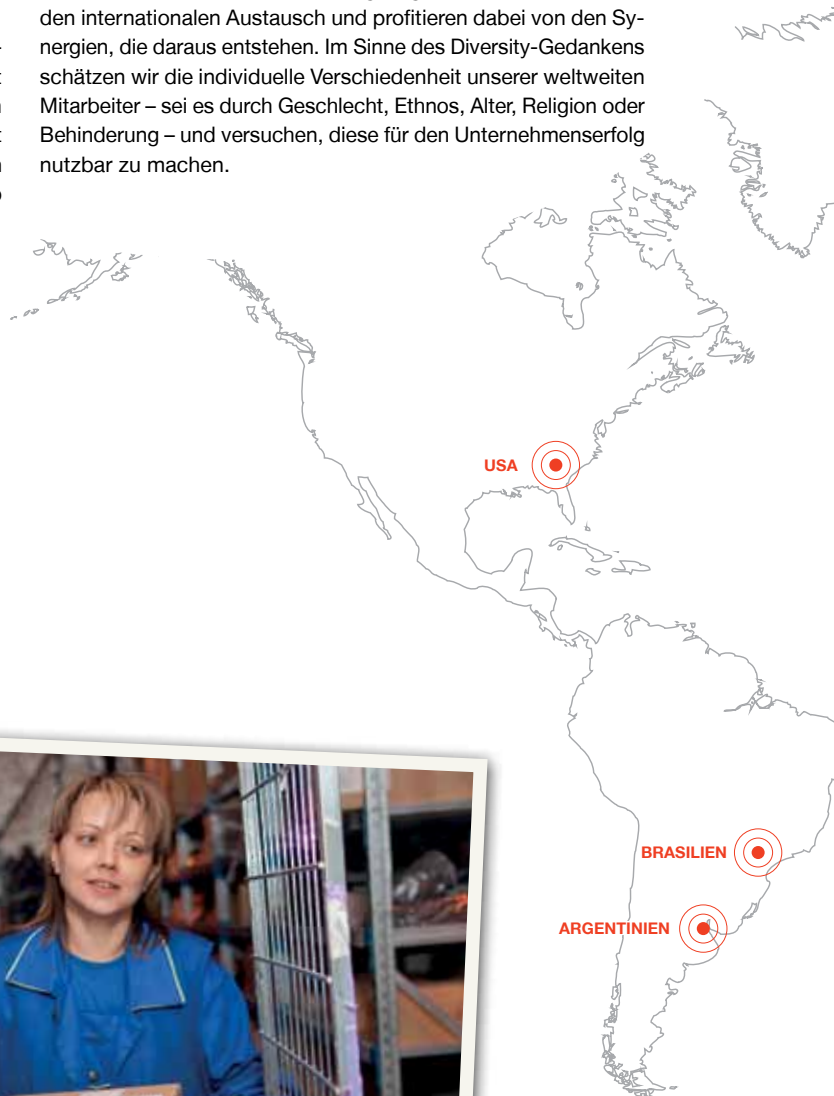 den internationalen Austausch und profitieren dabei von den Sy-
nergien, die daraus entstehen. Im Sinne des Diversity-Gedankens
schätzen wir die individuelle Verschiedenheit unserer weltweiten
Mitarbeiter – sei es durch Geschlecht, Ethnos, Alter, Religion oder
Behinderung – und versuchen, diese für den Unternehmenserfolg
nutzbar zu machen.
USA
BRASILIEN
ARGENTINIEN